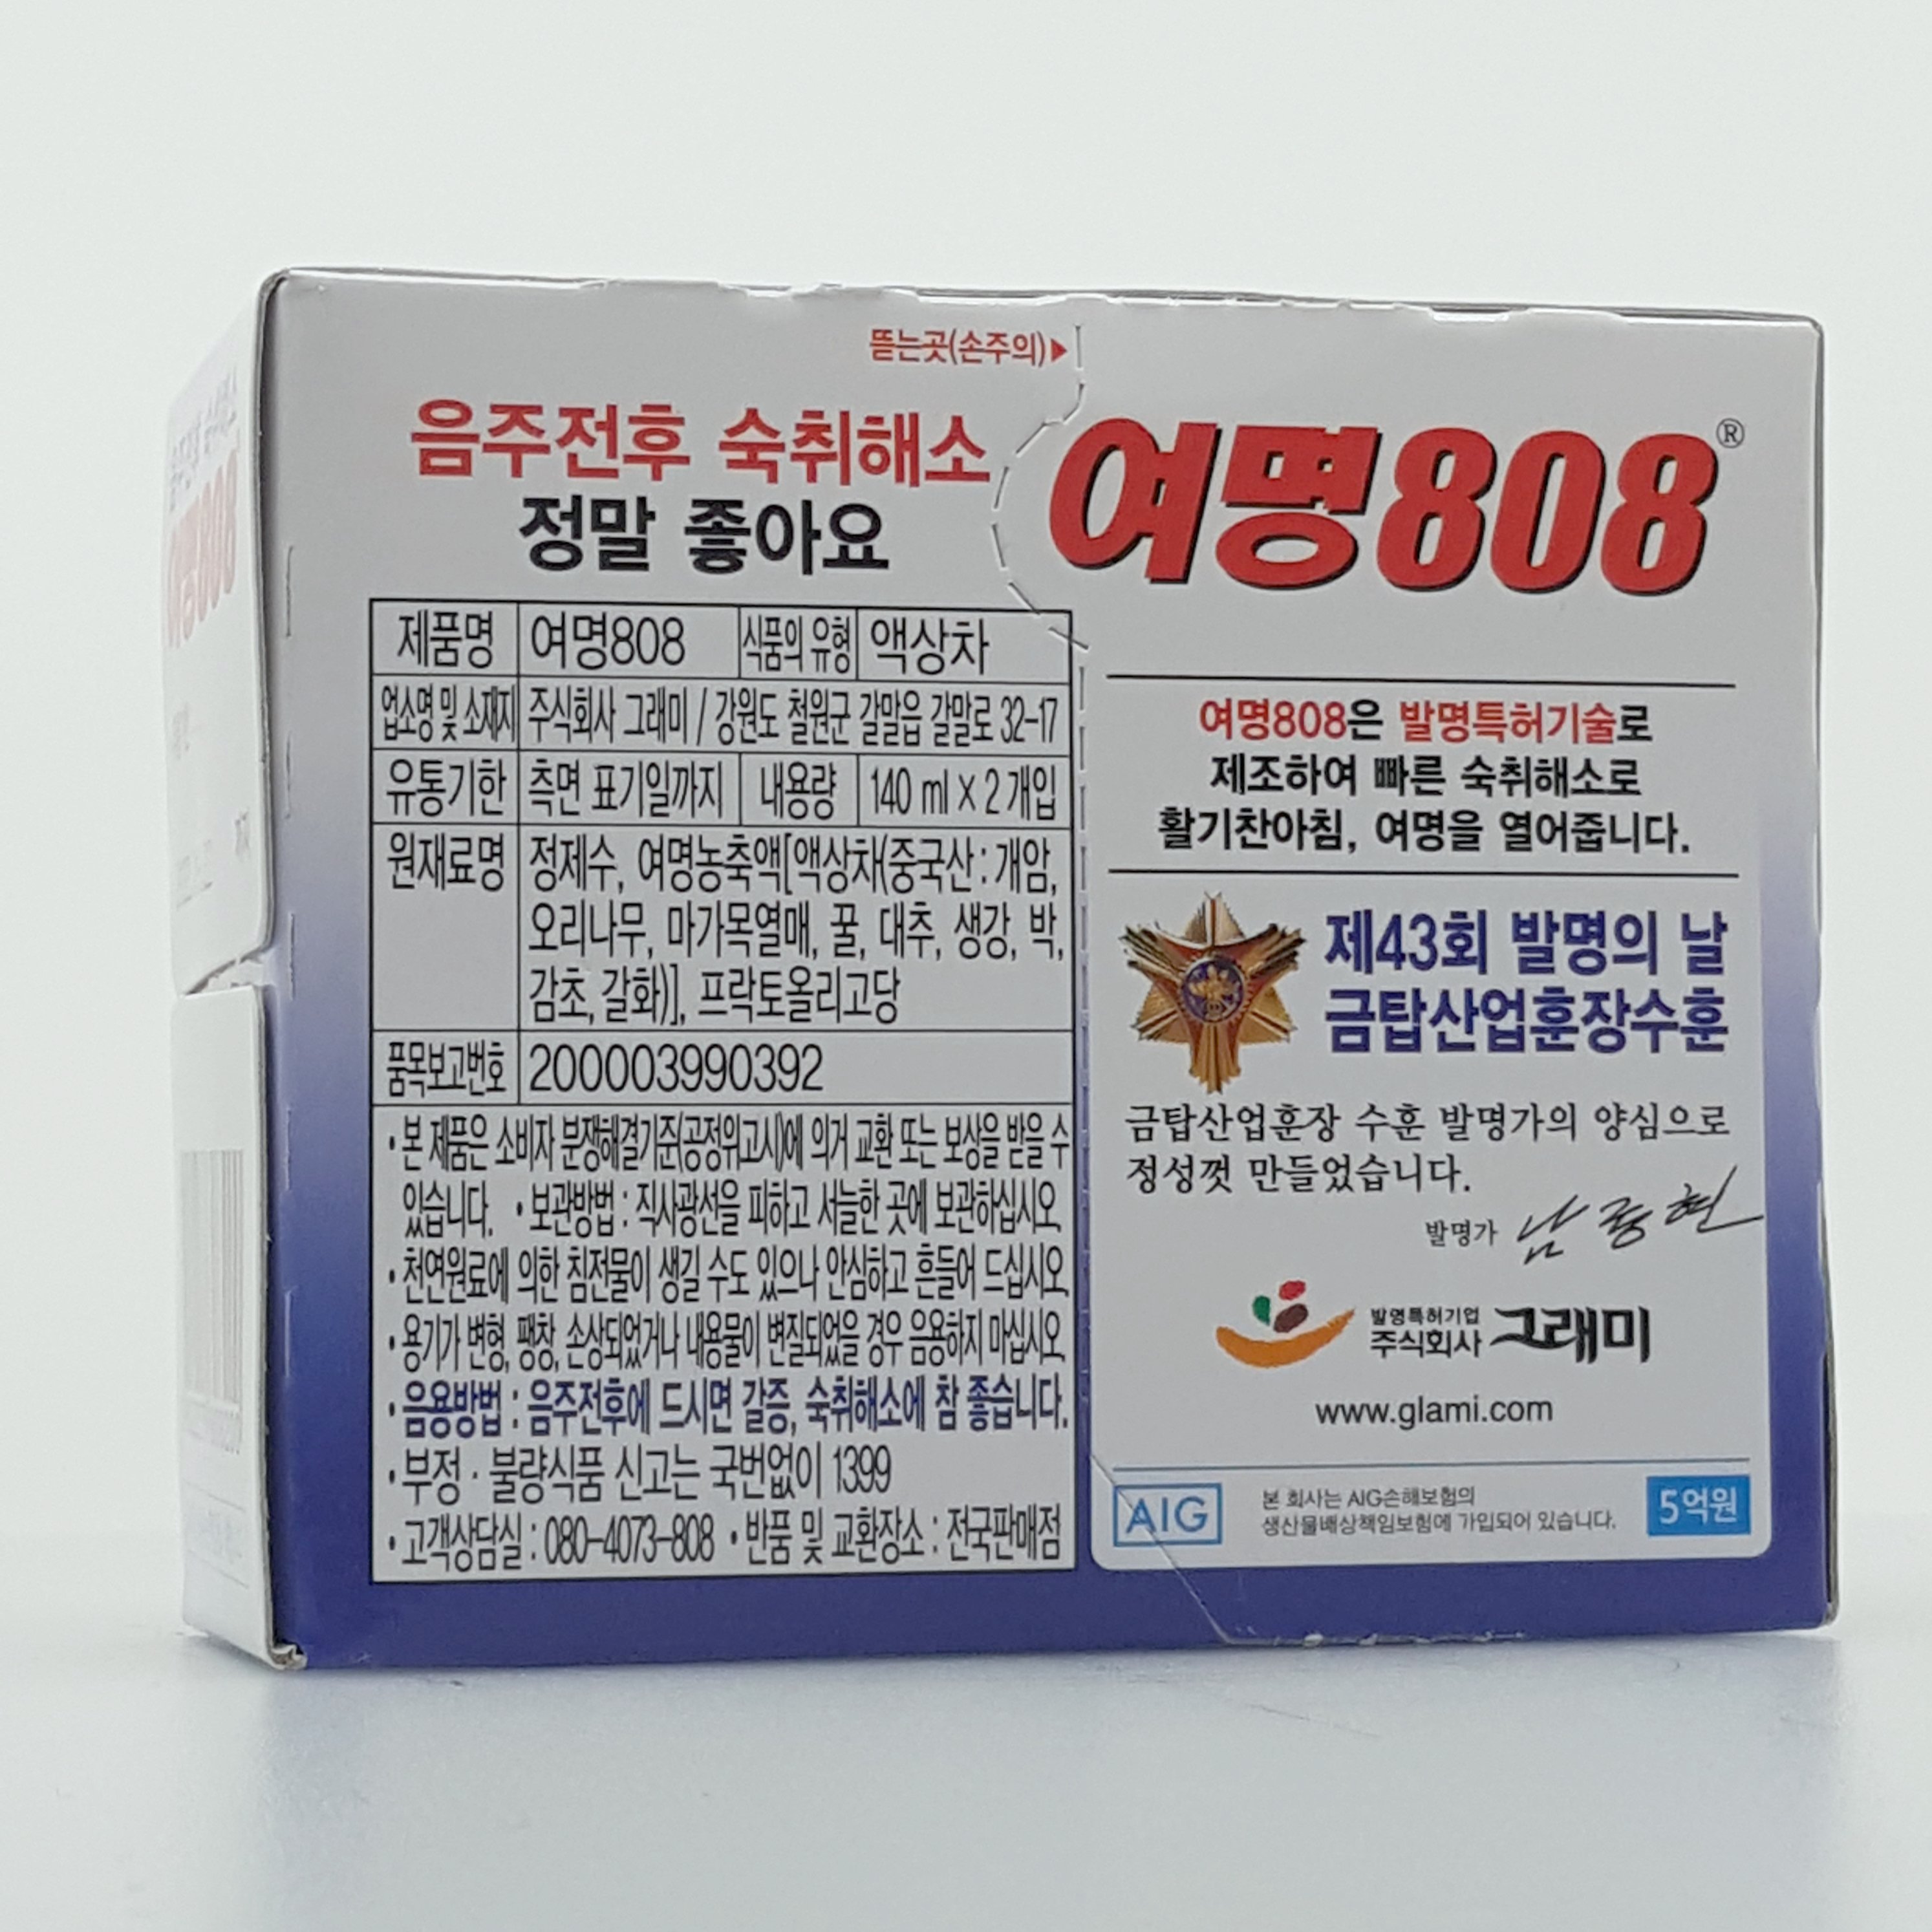 뜯는곳(손주의)▶
음주전후 숙취해소
정말 좋아요
여명808®
제품명 여명808 식품의 유형 액상차
업소명 및 소재지 주식회사 그래미 / 강원도 철원군 갈말읍 갈말로 32-17
유통기한 측면 표기일까지 내용량 140 ml X 2 개입
원재료명 정제수, 여명농축액[액상차(중국산 : 개암,
오리나무, 마가목열매, 꿀, 대추, 생강, 박,
감초, 갈화)], 프락토올리고당
품목보고번호 200003990392
• 본 제품은 소비자 분쟁해결기준(공정위고시)에 의거 교환 또는 보상을 받을 수
있습니다. • 보관방법 : 직사광선을 피하고 서늘한 곳에 보관하십시오.
• 천연원료에 의한 침전물이 생길 수도 있으나 안심하고 흔들어 드십시오.
• 용기가 변형, 팽창, 손상되었거나 내용물이 변질되었을 경우 음용하지 마십시오.
• 음용방법 : 음주전후에 드시면 갈증, 숙취해소에 참 좋습니다.
• 부정 · 불량식품 신고는 국번없이 1399
• 고객상담실 : 080-4073-808 • 반품 및 교환장소 : 전국판매점
여명808은 발명특허기술로
제조하여 빠른 숙취해소로
활기찬아침, 여명을 열어줍니다.
제43회 발명의 날
금탑산업훈장수훈
금탑산업훈장 수훈 발명가의 양심으로
정성껏 만들었습니다.
발명가 남종현
발명특허기업
주식회사 그래미
www.glami.com
AIG
본 회사는 AIG손해보험의
생산물배상책임보험에 가입되어 있습니다.
5억원
음주전후 숙취해소
여명808